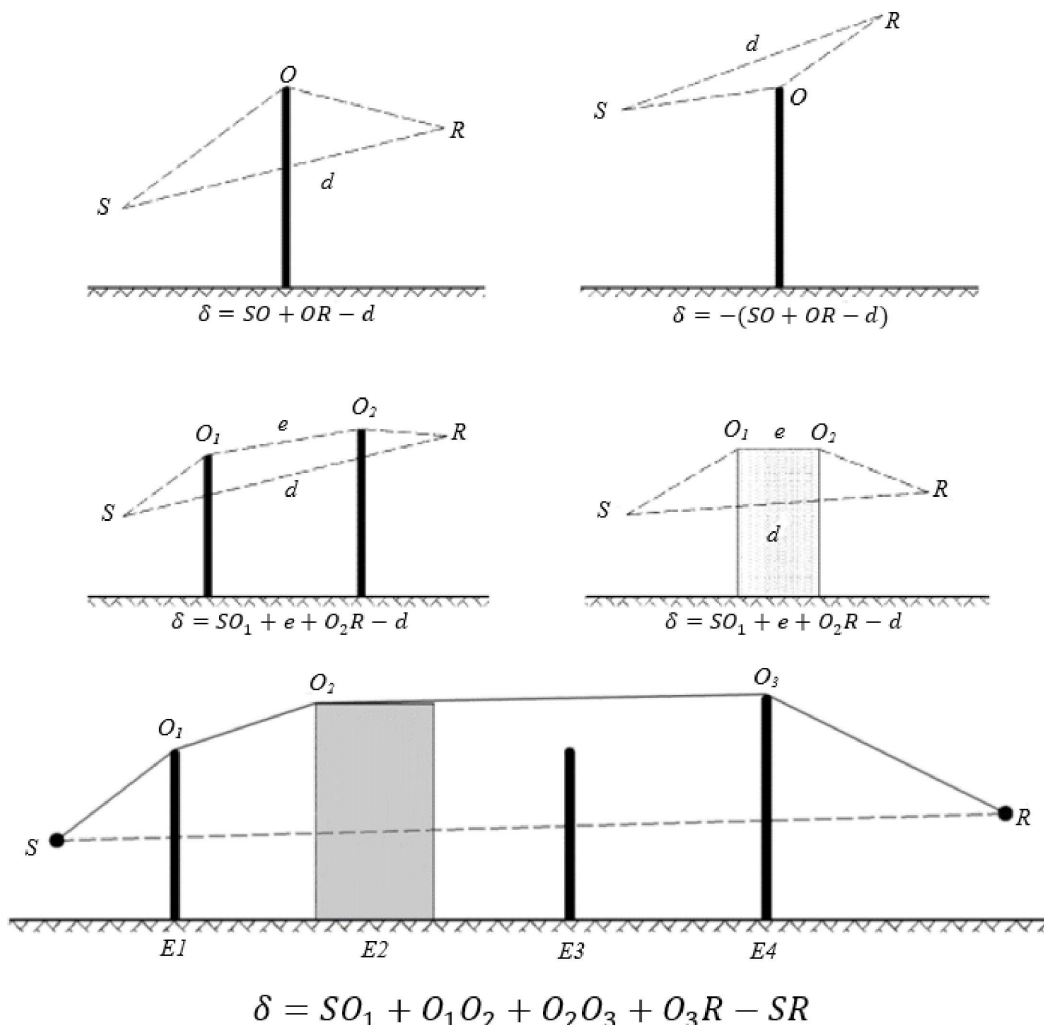 O
R
d
S
δ = SO + OR − d
R
d
S
O
δ = −(SO + OR − d)
O₁
e
O₂
R
d
S
δ = SO₁ + e + O₂R − d
O₁
e
O₂
R
S
d
δ = SO₁ + e + O₂R − d
O₁
O₂
O₃
S
R
E1
E2
E3
E4
δ = SO₁ + O₁O₂ + O₂O₃ + O₃R − SR